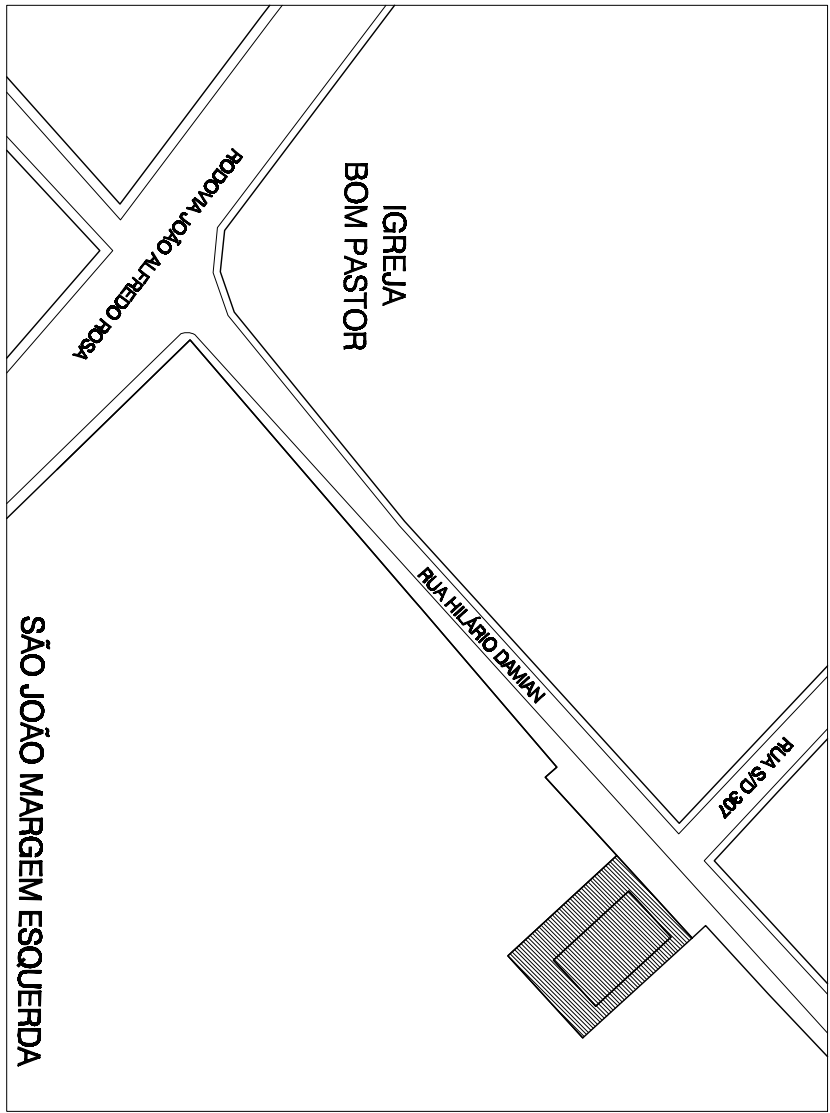 IGREJA
BOM PASTOR
RODOVIA JOÃO ALFREDO ROSA
RUA HILÁRIO DAMIAN
RUA S/D 307
SÃO JOÃO MARGEM ESQUERDA